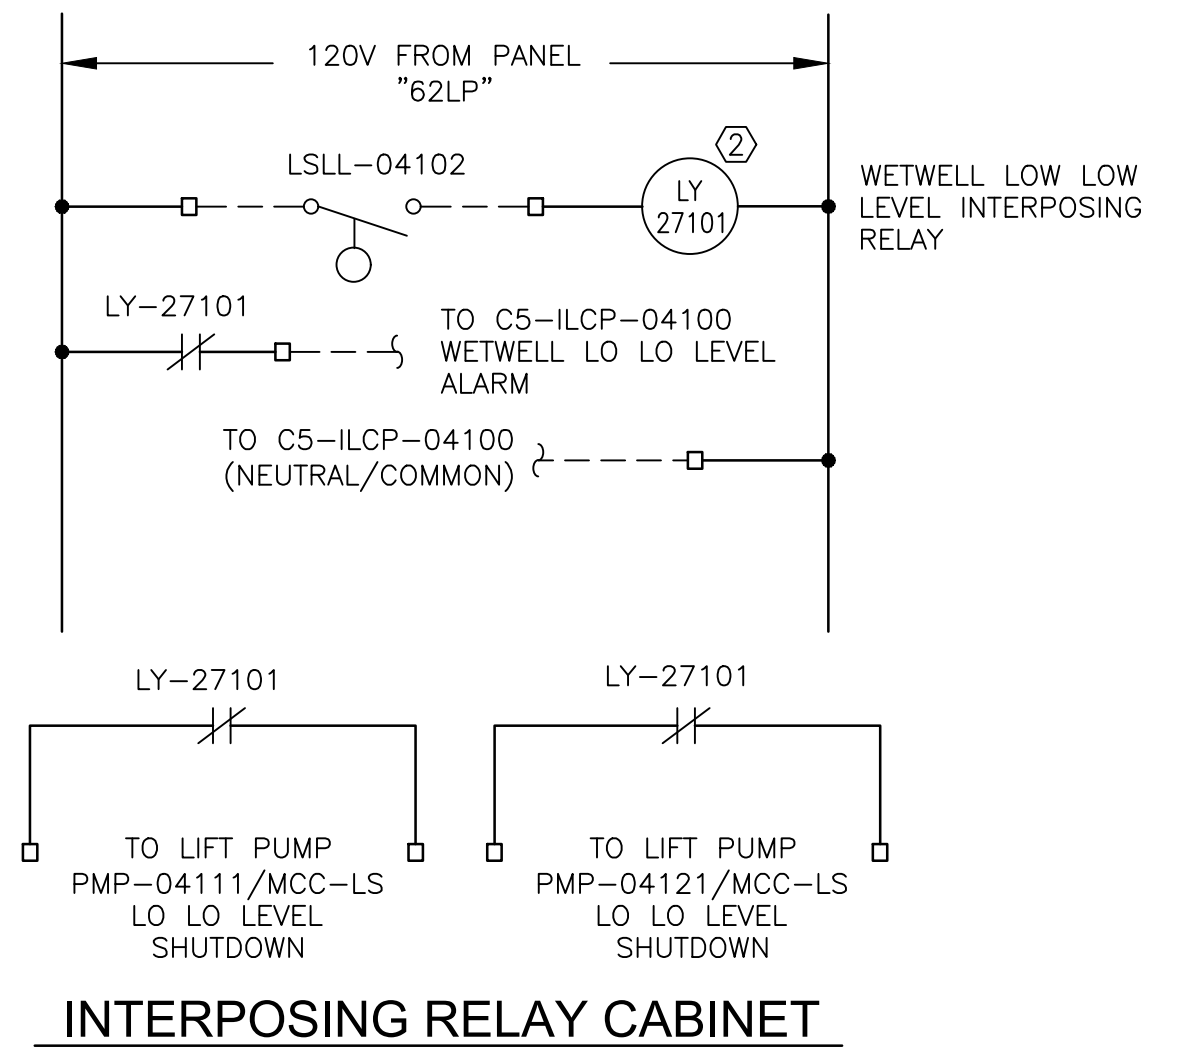 120V FROM PANEL
"62LP"
2
LSLL-04102
LY
27101
WETWELL LOW LOW
LEVEL INTERPOSING
RELAY
LY-27101
TO C5-ILCP-04100
WETWELL LO LO LEVEL
ALARM
TO C5-ILCP-04100
(NEUTRAL/COMMON)
LY-27101
TO LIFT PUMP
PMP-04111/MCC-LS
LO LO LEVEL
SHUTDOWN
LY-27101
TO LIFT PUMP
PMP-04121/MCC-LS
LO LO LEVEL
SHUTDOWN
INTERPOSING RELAY CABINET